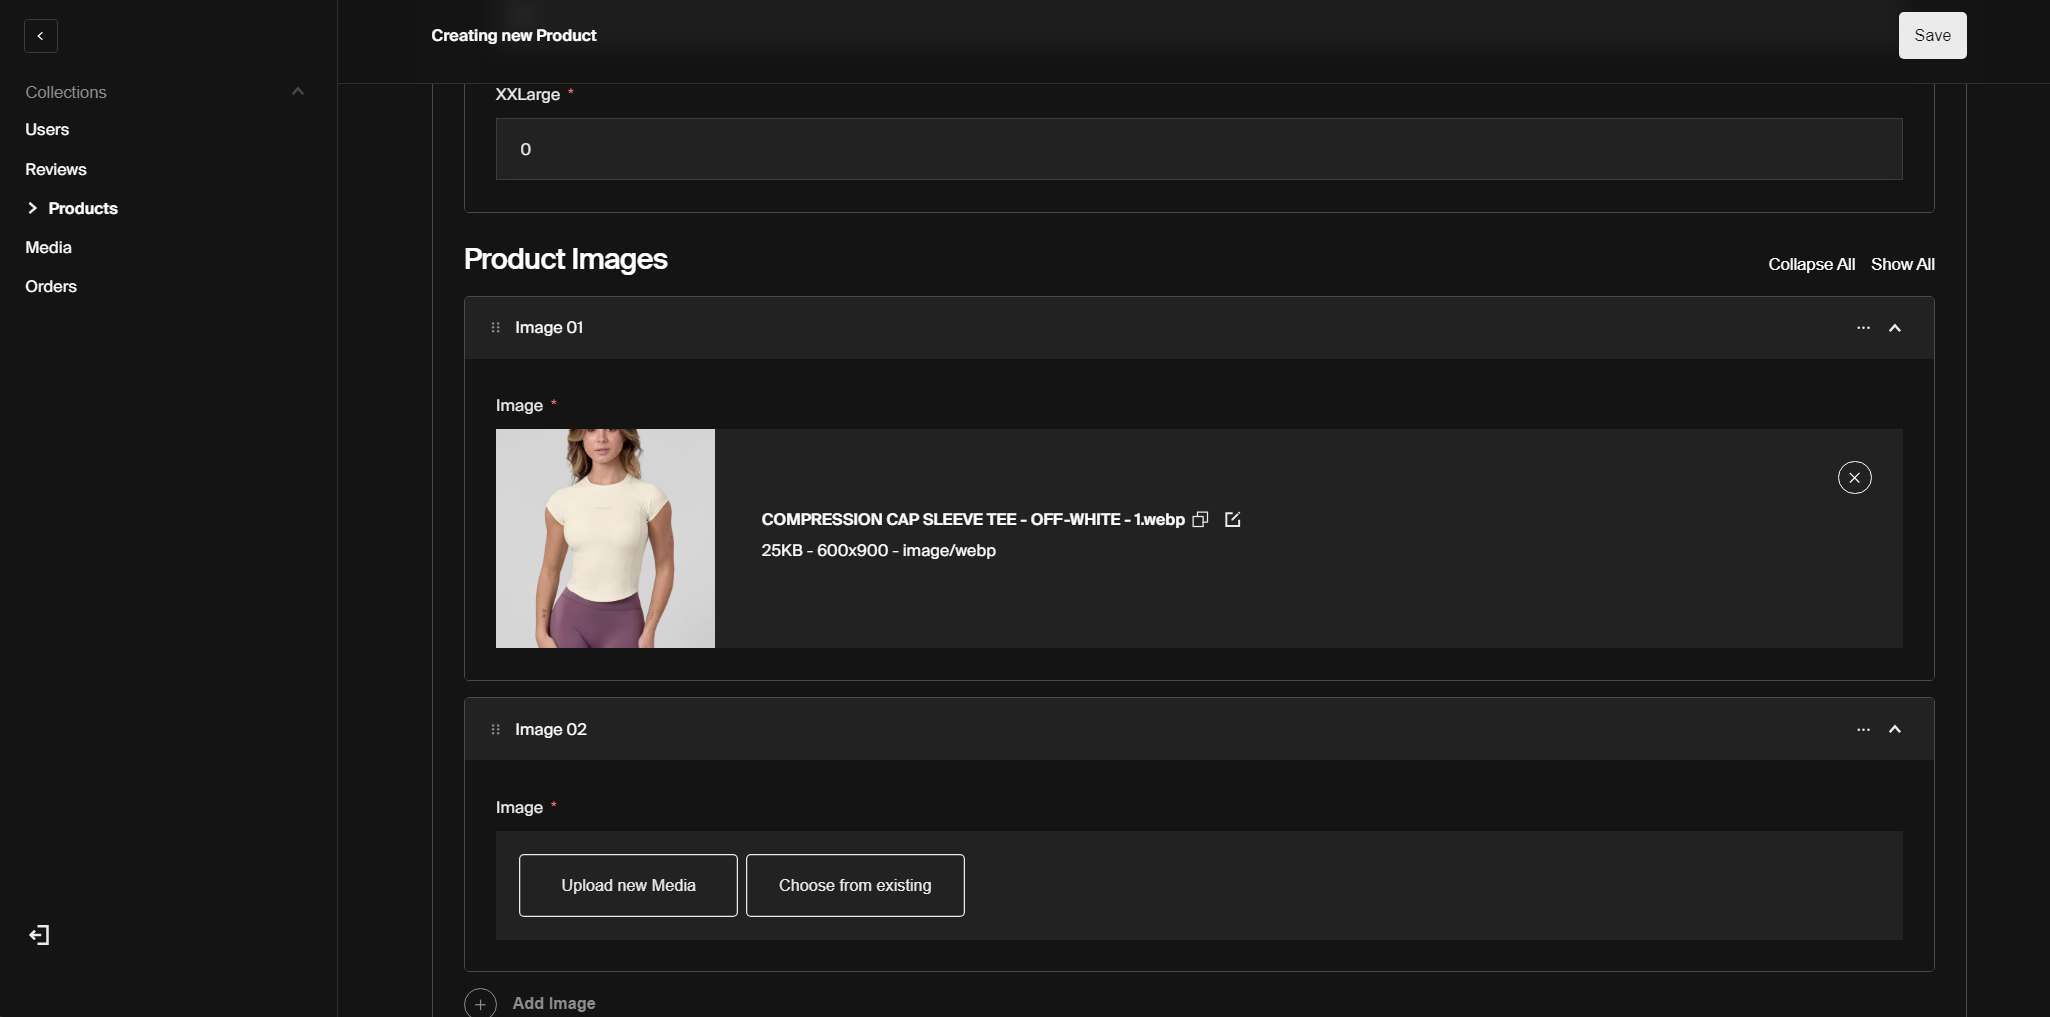 Creating new Product
Save
Collections
Users
Reviews
Products
Media
Orders
XXLarge *
0
Product Images
Collapse All Show All
Image 01
Image *
COMPRESSION CAP SLEEVE TEE - OFF-WHITE - 1.webp
25KB - 600x900 - image/webp
Image 02
Image *
Upload new Media
Choose from existing
Add Image